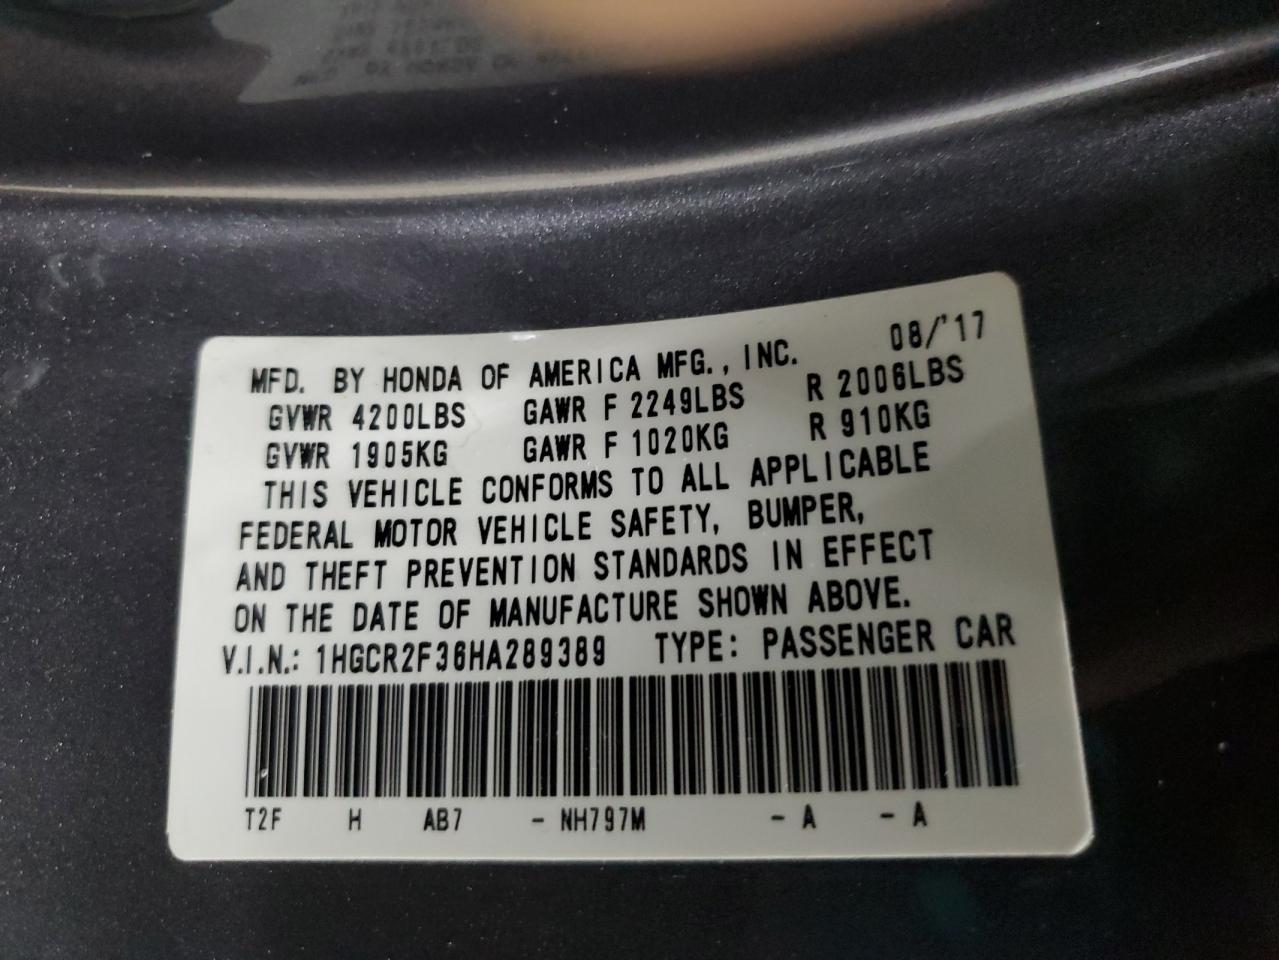 MFD. BY HONDA OF AMERICA MFG., INC. 08/'17
GVWR 4200LBS GAWR F 2249LBS R 2006LBS
GVWR 1905KG GAWR F 1020KG R 910KG
THIS VEHICLE CONFORMS TO ALL APPLICABLE
FEDERAL MOTOR VEHICLE SAFETY, BUMPER,
AND THEFT PREVENTION STANDARDS IN EFFECT
ON THE DATE OF MANUFACTURE SHOWN ABOVE.
V.I.N.: 1HGCR2F36HA289389 TYPE: PASSENGER CAR
T2F H AB7 - NH797M - A - A